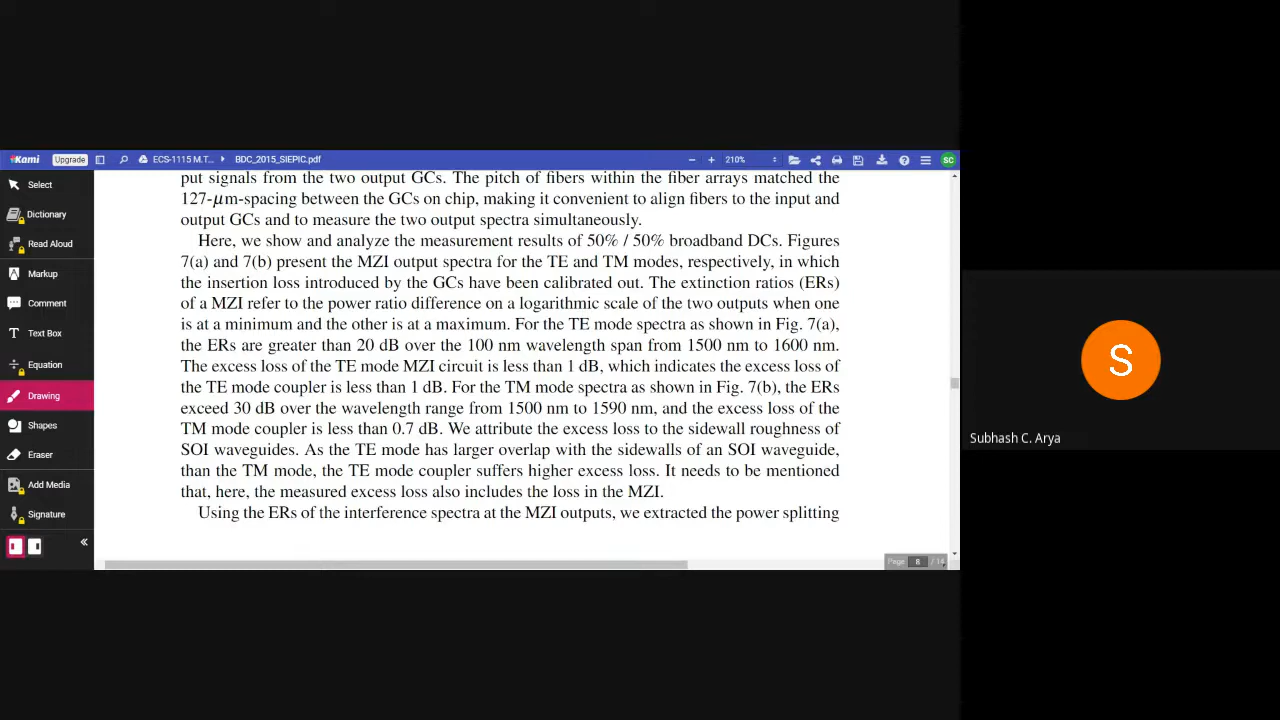 Kami Upgrade ECS-1115 M.T... BDC_2015_SIEPIC.pdf 210% SC
Select
Dictionary
Read Aloud
Markup
Comment
Text Box
Equation
Drawing
Shapes
Eraser
Add Media
Signature
put signals from the two output GCs. The pitch of fibers within the fiber arrays matched the
127-μm-spacing between the GCs on chip, making it convenient to align fibers to the input and
output GCs and to measure the two output spectra simultaneously.
Here, we show and analyze the measurement results of 50% / 50% broadband DCs. Figures
7(a) and 7(b) present the MZI output spectra for the TE and TM modes, respectively, in which
the insertion loss introduced by the GCs have been calibrated out. The extinction ratios (ERs)
of a MZI refer to the power ratio difference on a logarithmic scale of the two outputs when one
is at a minimum and the other is at a maximum. For the TE mode spectra as shown in Fig. 7(a),
the ERs are greater than 20 dB over the 100 nm wavelength span from 1500 nm to 1600 nm.
The excess loss of the TE mode MZI circuit is less than 1 dB, which indicates the excess loss of
the TE mode coupler is less than 1 dB. For the TM mode spectra as shown in Fig. 7(b), the ERs
exceed 30 dB over the wavelength range from 1500 nm to 1590 nm, and the excess loss of the
TM mode coupler is less than 0.7 dB. We attribute the excess loss to the sidewall roughness of
SOI waveguides. As the TE mode has larger overlap with the sidewalls of an SOI waveguide,
than the TM mode, the TE mode coupler suffers higher excess loss. It needs to be mentioned
that, here, the measured excess loss also includes the loss in the MZI.
Using the ERs of the interference spectra at the MZI outputs, we extracted the power splitting
Page 8 / 14
S
Subhash C. Arya